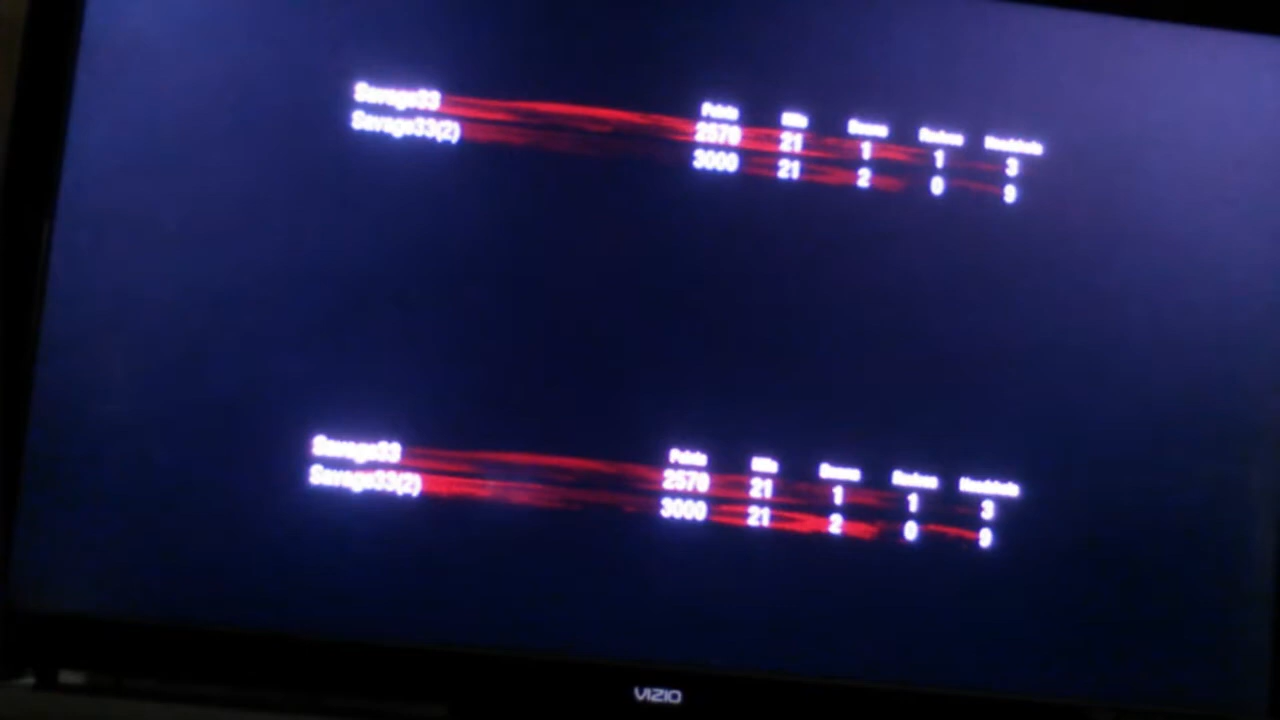 Savage33
Savage33(2)
Points Kills Downs Revives Headshots
2570 21 1 1 3
3000 21 2 0 9
Savage33
Savage33(2)
Points Kills Downs Revives Headshots
2570 21 1 1 3
3000 21 2 0 9
VIZIO